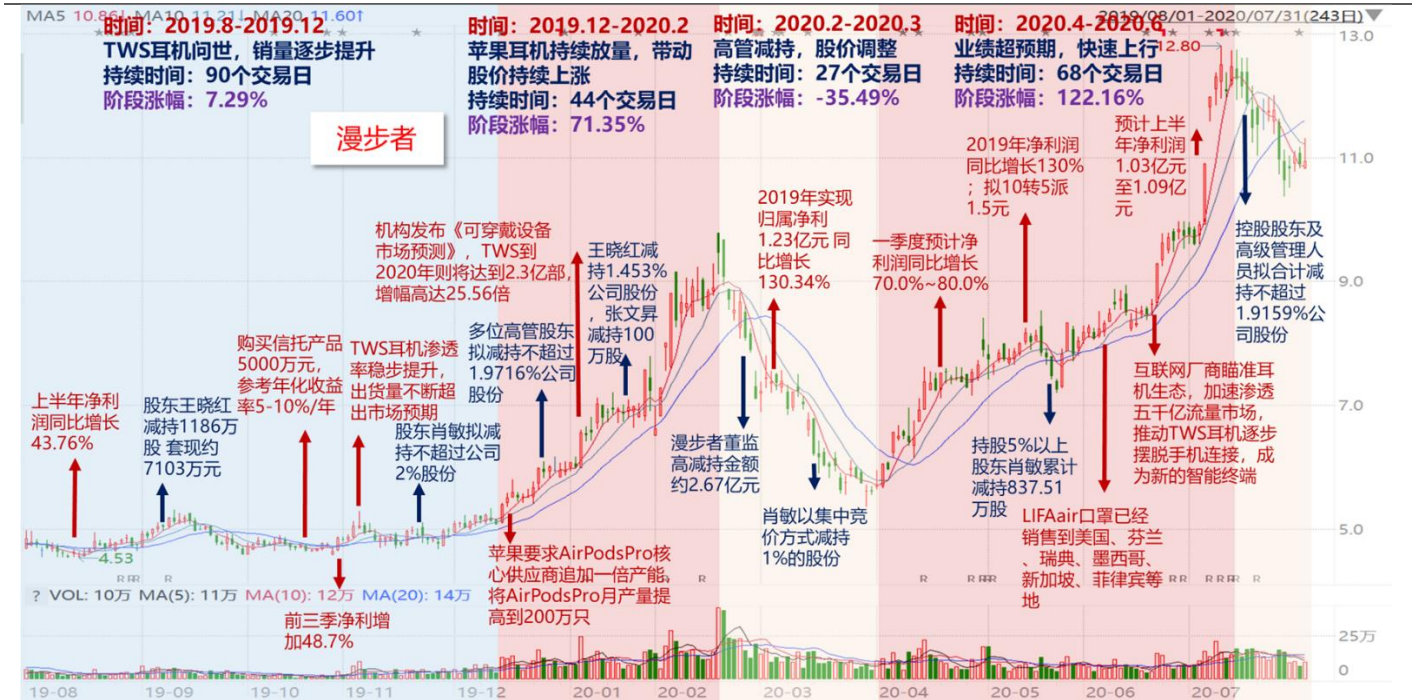 MA5 10.86↓ MA10 11.21↓ MA20 11.60↑
2019/08/01-2020/07/31(243日)
时间：2019.8-2019.12
TWS耳机问世，销量逐步提升
持续时间：90个交易日
阶段涨幅：7.29%
时间：2019.12-2020.2
苹果耳机持续放量，带动
股价持续上涨
持续时间：44个交易日
阶段涨幅：71.35%
时间：2020.2-2020.3
高管减持，股价调整
持续时间：27个交易日
阶段涨幅：-35.49%
时间：2020.4-2020.6
业绩超预期，快速上行
持续时间：68个交易日
阶段涨幅：122.16%
12.80
漫步者
13.0
11.0
9.0
7.0
5.0
上半年净利
润同比增长
43.76%
股东王晓红
减持1186万
股 套现约
7103万元
购买信托产品
5000万元，
参考年化收益
率5-10%/年
TWS耳机渗透
率稳步提升，
出货量不断超
出市场预期
机构发布《可穿戴设备
市场预测》，TWS到
2020年则将达到2.3亿部，
增幅高达25.56倍
股东肖敏拟减
持不超过公司
2%股份
多位高管股东
拟减持不超过
1.9716%公司
股份
王晓红减
持1.453%
公司股份
，张文昇
减持100
万股
2019年实现
归属净利
1.23亿元 同
比增长
130.34%
一季度预计净
利润同比增长
70.0%~80.0%
2019年净利润
同比增长130%
；拟10转5派
1.5元
预计上半
年净利润
1.03亿元
至1.09亿
元
控股股东及
高级管理人
员拟合计减
持不超过
1.9159%公
司股份
4.53
前三季净利增
加48.7%
苹果要求AirPodsPro核
心供应商追加一倍产能，
将AirPodsPro月产量提
高到200万只
漫步者董监
高减持金额
约2.67亿元
肖敏以集中竞
价方式减持
1%的股份
持股5%以上
股东肖敏累计
减持837.51
万股
LIFAair口罩已经
销售到美国、芬兰
、瑞典、墨西哥、
新加坡、菲律宾等
地
互联网厂商瞄准耳
机生态，加速渗透
五千亿流量市场，
推动TWS耳机逐步
摆脱手机连接，成
为新的智能终端
? VOL: 10万 MA(5): 11万 MA(10): 12万 MA(20): 14万
25万
0
19-08 19-09 19-10 19-11 19-12 20-01 20-02 20-03 20-04 20-05 20-06 20-07